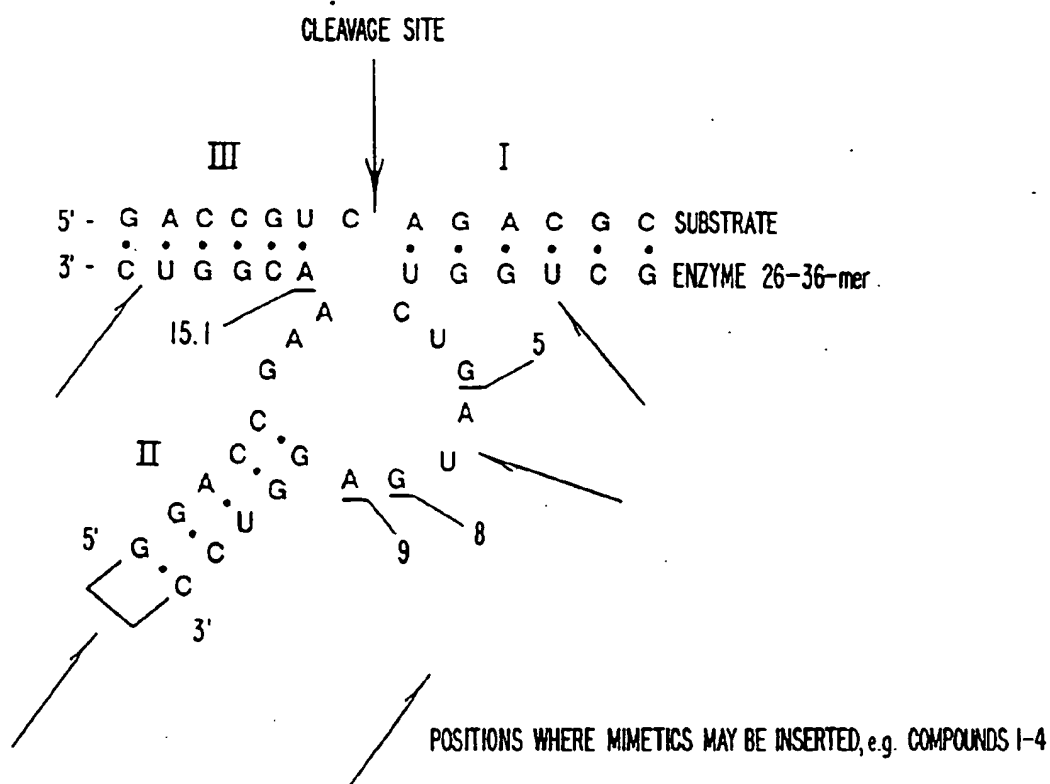 CLEAVAGE SITE
III I
5' - G A C C G U C A G A C G C SUBSTRATE
3' - C U G G C A U G G U C G ENZYME 26-36-mer
15.1 A C
A U 5
G G
C A
II C G U
A G A G
G U 9 8
5' G C
C
3'
POSITIONS WHERE MIMETICS MAY BE INSERTED, e.g. COMPOUNDS 1-4